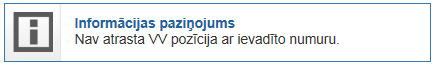 Informācijas paziņojums
Nav atrasta VV pozīcija ar ievadīto numuru.